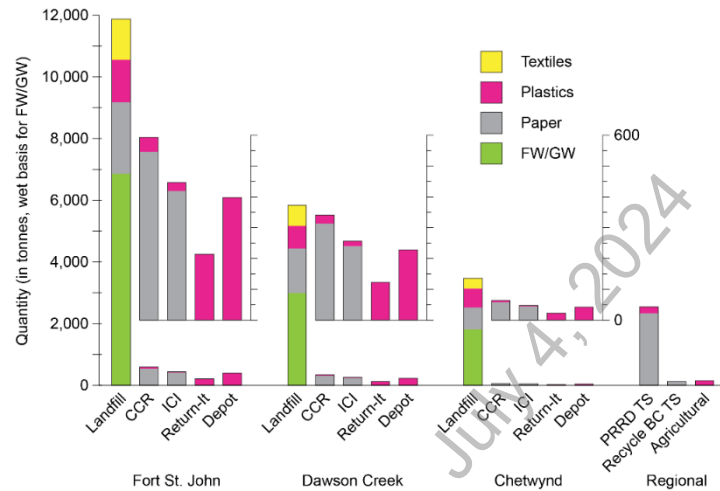 12,000
10,000
8,000
6,000
4,000
2,000
0
Quantity (in tonnes, wet basis for FW/GW)
Textiles
Plastics
Paper
FW/GW
600
0
Landfill
CCR
ICI
Return-It
Depot
Landfill
CCR
ICI
Return-It
Depot
Landfill
CCR
ICI
Return-It
Depot
PRRD TS
Recycle BC TS
Agricultural
Fort St. John
Dawson Creek
Chetwynd
Regional
July 4, 2024